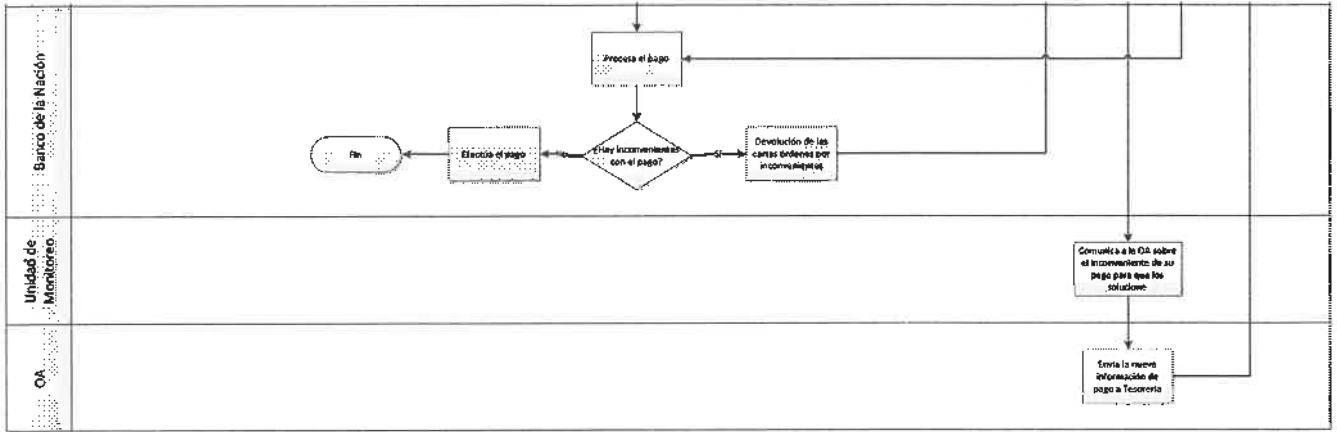 Banco de la Nación
Procesa el pago
Fin
Efectúa el pago
No
¿Hay inconvenientes
con el pago?
Sí
Devolución de las
cartas órdenes por
inconvenientes
Unidad de
Monitoreo
Comunica a la OA sobre
el inconveniente de su
pago para que los
solucione
OA
Envía la nueva
información de
pago a Tesorería